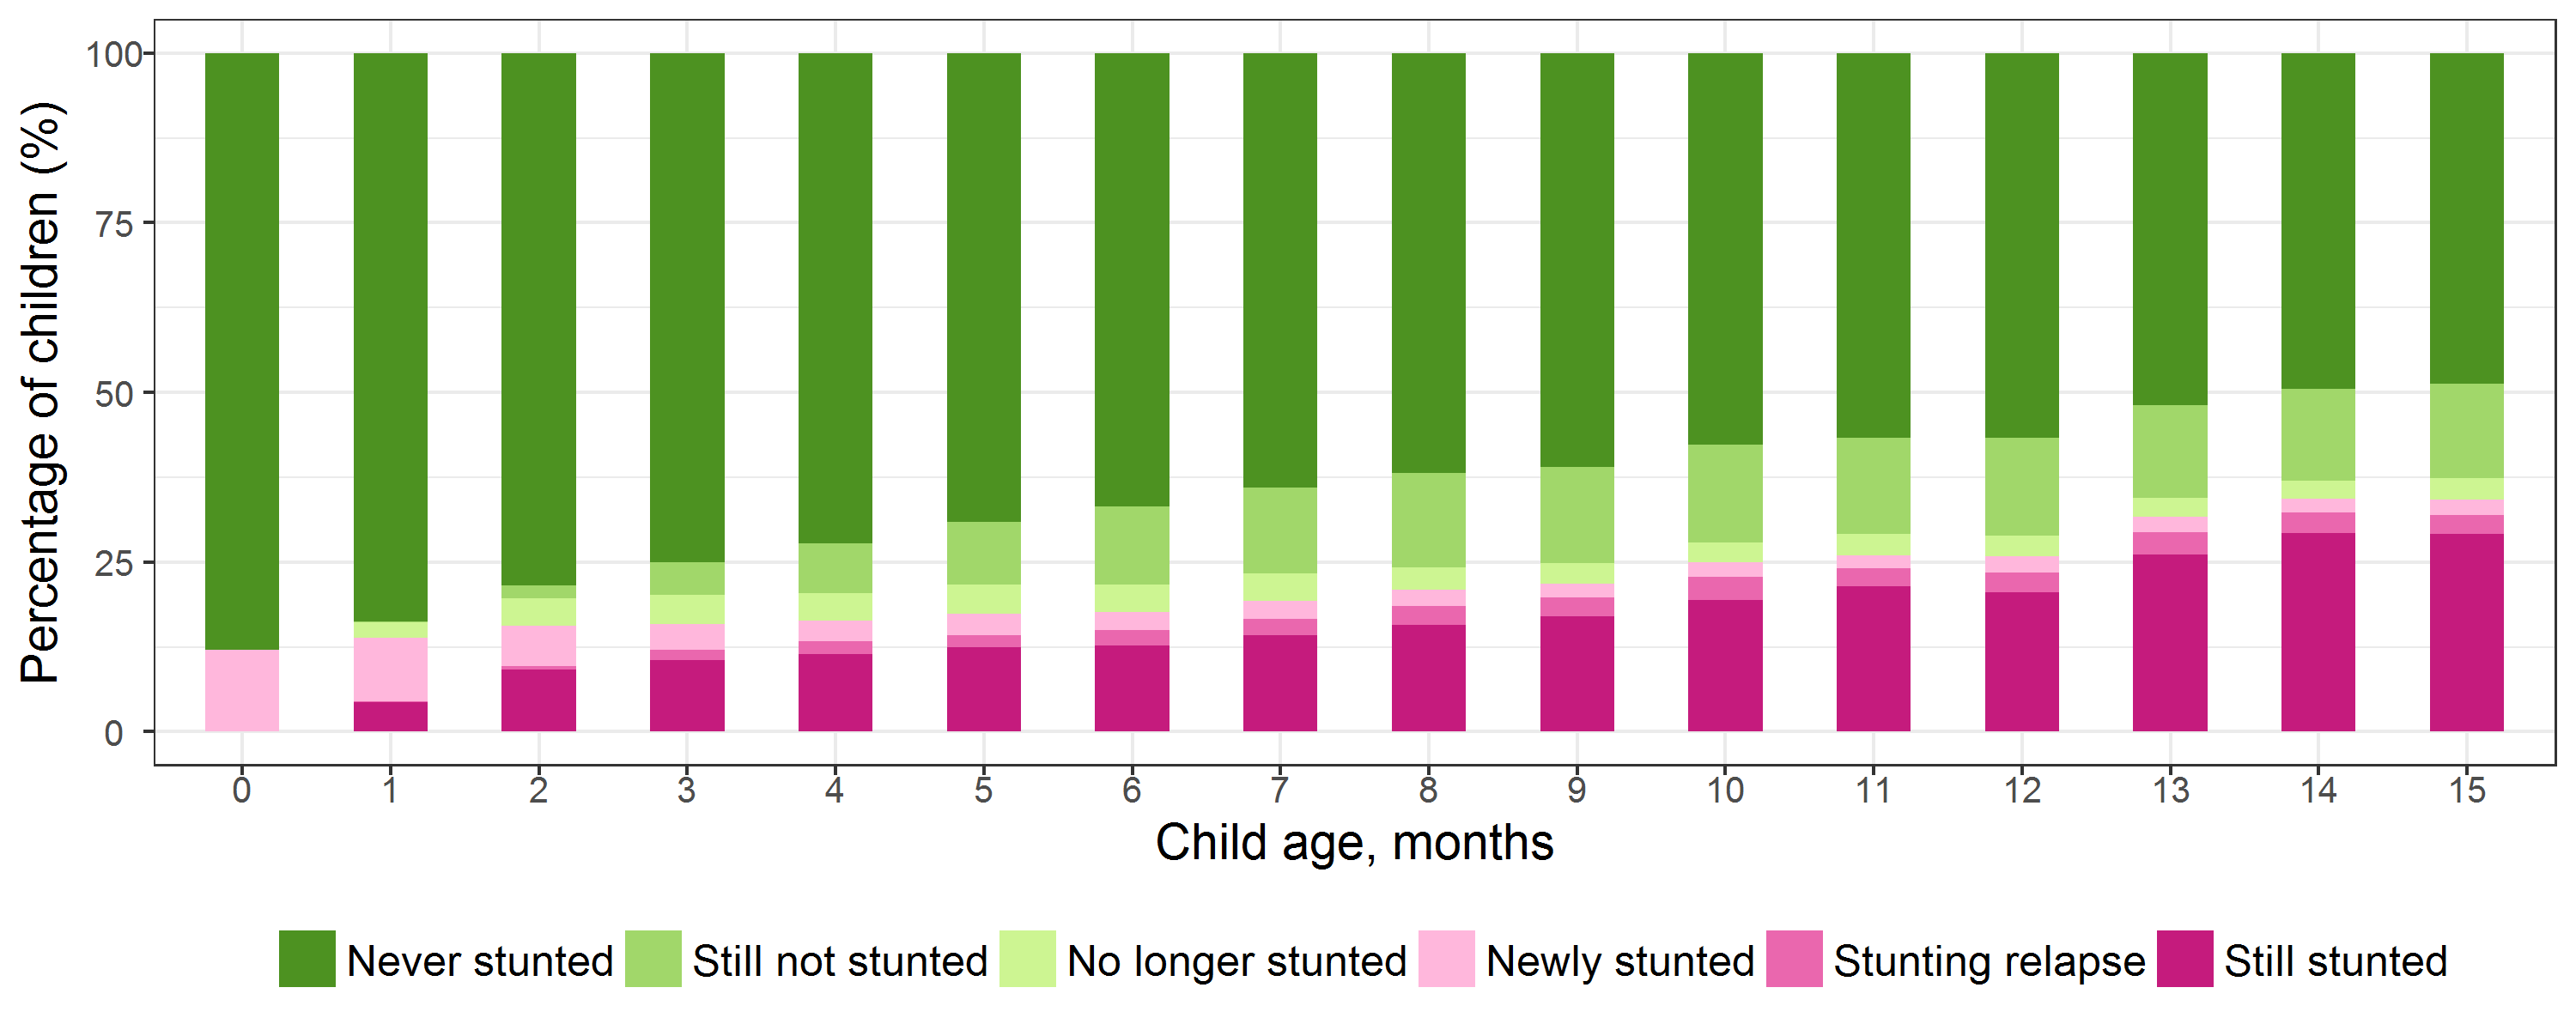 Percentage of children (%)
100
75
50
25
0
0 1 2 3 4 5 6 7 8 9 10 11 12 13 14 15
Child age, months
Never stunted Still not stunted No longer stunted Newly stunted Stunting relapse Still stunted